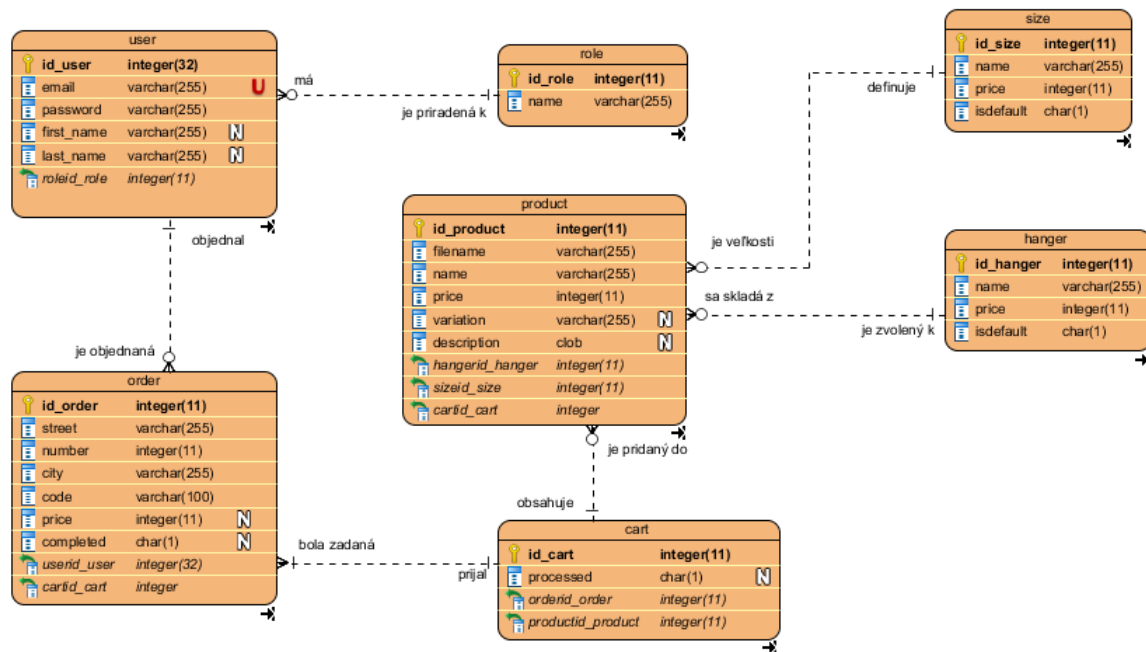 user
id_user integer(32)
email varchar(255) U
password varchar(255)
first_name varchar(255) N
last_name varchar(255) N
roleid_role integer(11)
má
je priradená k
role
id_role integer(11)
name varchar(255)
size
id_size integer(11)
name varchar(255)
price integer(11)
isdefault char(1)
definuje
objednal
je objednaná
product
id_product integer(11)
filename varchar(255)
name varchar(255)
price integer(11)
variation varchar(255) N
description clob N
hangerid_hanger integer(11)
sizeid_size integer(11)
cartid_cart integer
je veľkosti
sa skladá z
je zvolený k
hanger
id_hanger integer(11)
name varchar(255)
price integer(11)
isdefault char(1)
order
id_order integer(11)
street varchar(255)
number integer(11)
city varchar(255)
code varchar(100)
price integer(11) N
completed char(1) N
userid_user integer(32)
cartid_cart integer
je pridaný do
obsahuje
bola zadaná
prijal
cart
id_cart integer(11)
processed char(1) N
orderid_order integer(11)
productid_product integer(11)